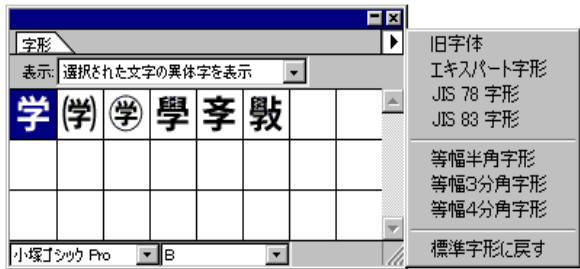 字形
表示: 選択された文字の異体字を表示
学 ㈻ ㊫ 學 斈 斅
小塚ゴシック Pro B
旧字体
エキスパート字形
JIS 78 字形
JIS 83 字形
等幅半角字形
等幅3分角字形
等幅4分角字形
標準字形に戻す